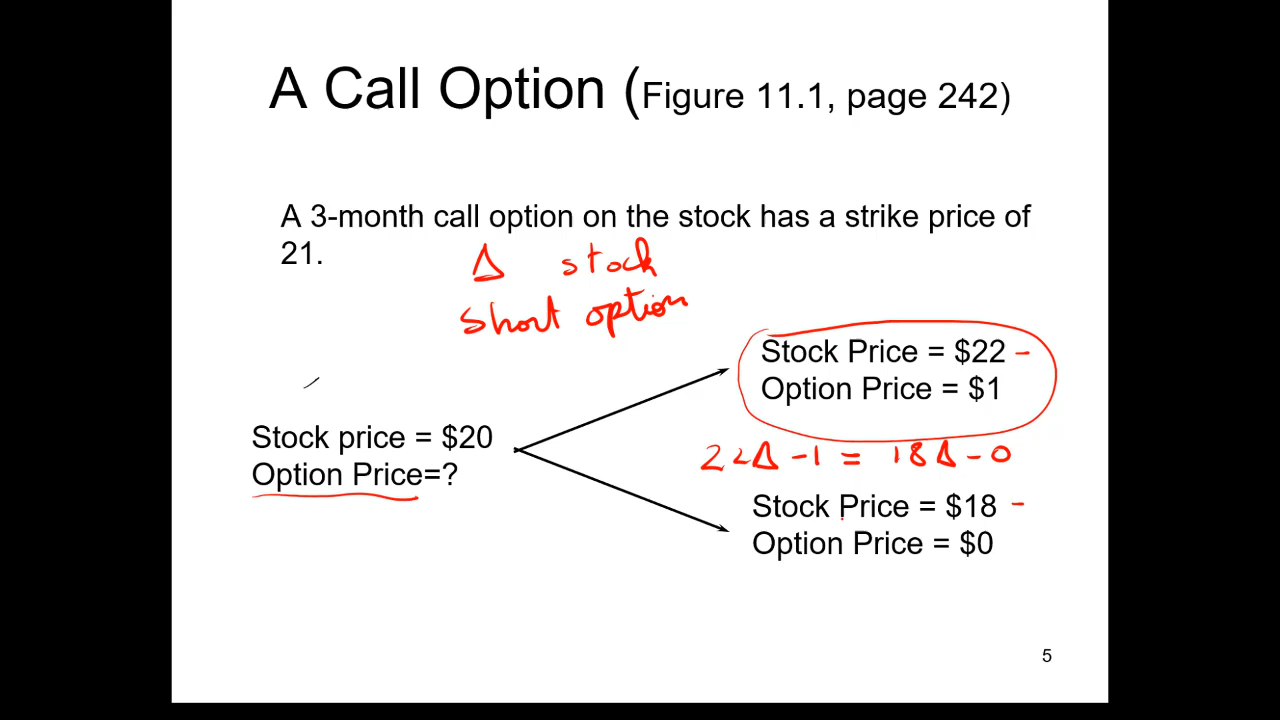 A Call Option (Figure 11.1, page 242)
A 3-month call option on the stock has a strike price of
21.
Δ stock
Short option
Stock Price = $22 -
Option Price = $1
Stock price = $20
Option Price=?
22Δ - 1 = 18Δ - 0
Stock Price = $18 -
Option Price = $0
5